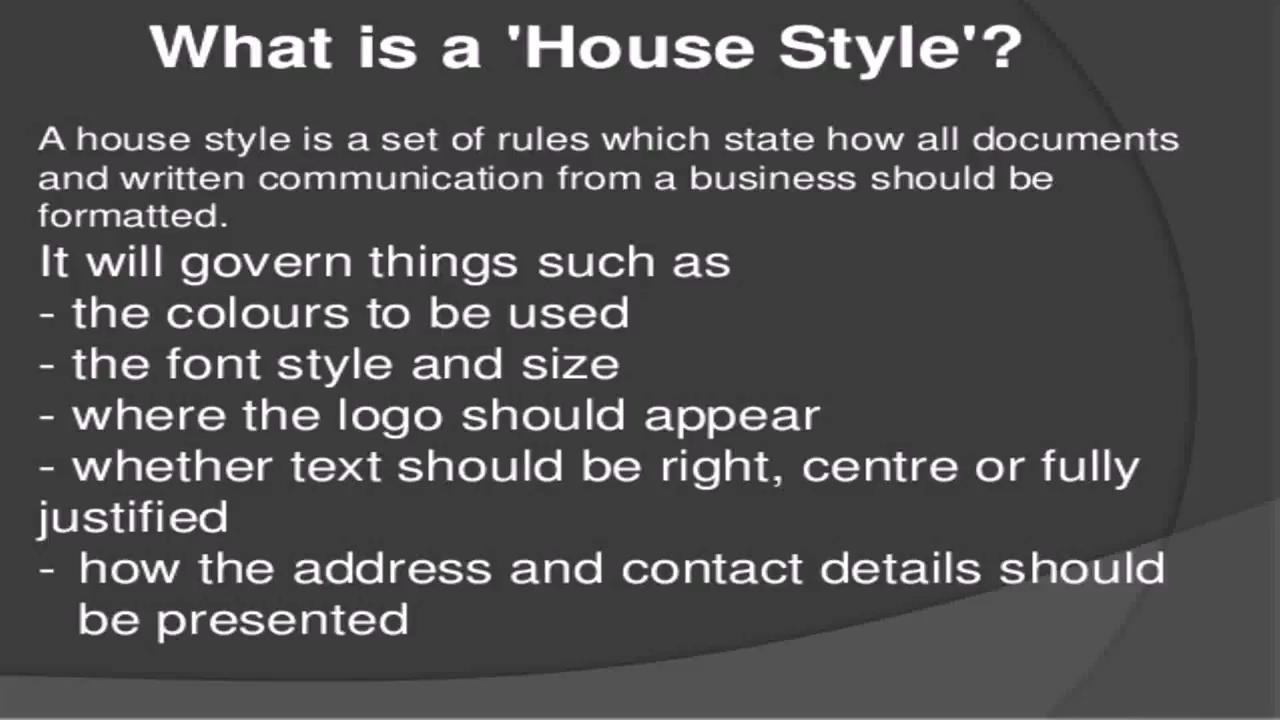 What is a 'House Style'?
A house style is a set of rules which state how all documents
and written communication from a business should be
formatted.
It will govern things such as
- the colours to be used
- the font style and size
- where the logo should appear
- whether text should be right, centre or fully
justified
- how the address and contact details should
be presented